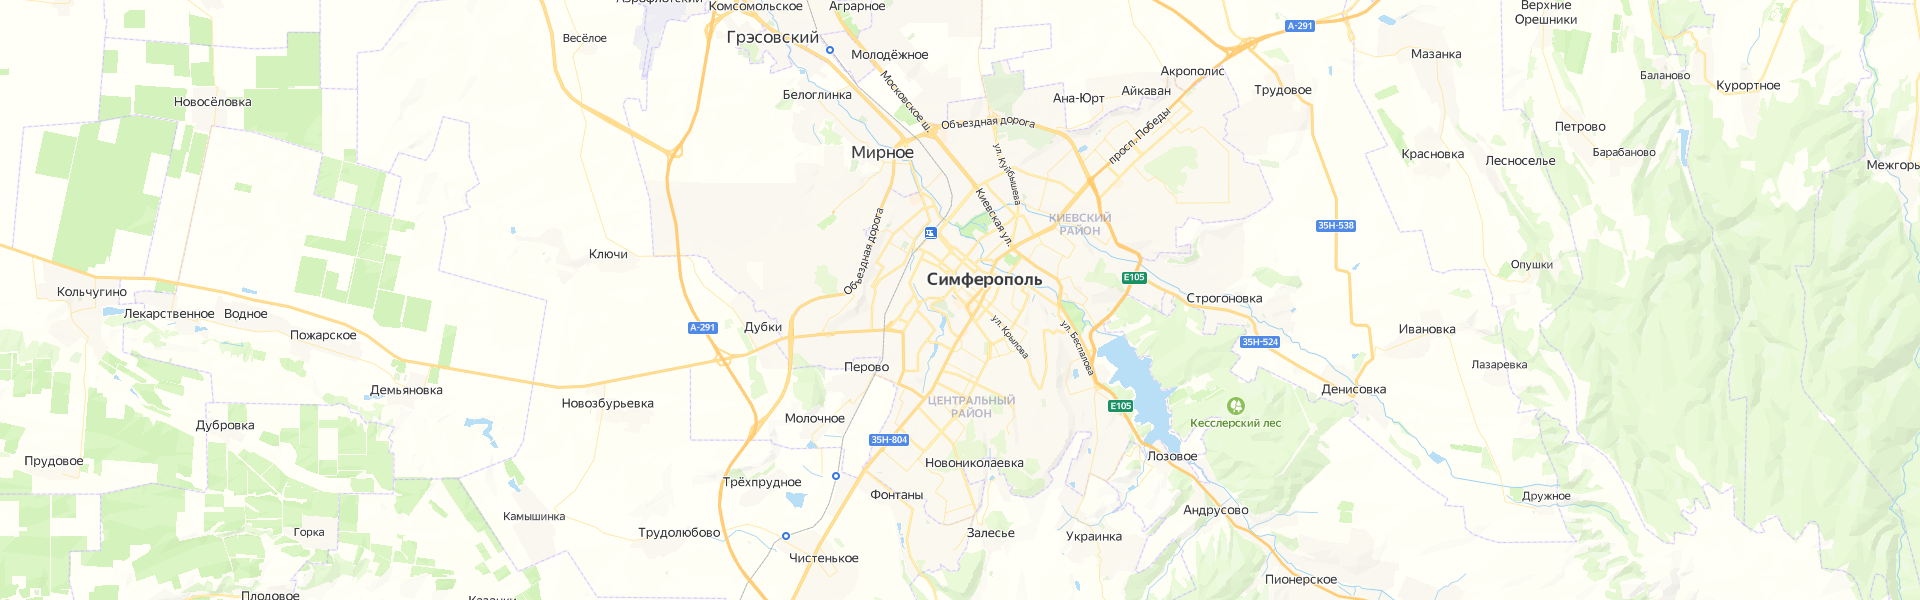 Аэрофлотский
Комсомольское
Аграрное
Верхние
Орешники
А-291
Весёлое
Грэсовский
Молодёжное
Мазанка
Акрополис
Баланово
Курортное
Новосёловка
Белоглинка
Московское ш.
Ана-Юрт
Айкаван
Трудовое
Объездная дорога
просп. Победы
Петрово
Мирное
ул. Куйбышева
Красновка
Лесноселье
Барабаново
Межгорь
Киевская ул.
КИЕВСКИЙ
РАЙОН
35Н-538
Объездная дорога
Ключи
Опушки
Симферополь
Е105
Кольчугино
Строгоновка
Лекарственное
Водное
Пожарское
А-291
Дубки
ул. Крылова
ул. Беспалова
35Н-524
Ивановка
Перово
Лазаревка
Демьяновка
Новозбурьевка
ЦЕНТРАЛЬНЫЙ
РАЙОН
Е105
Денисовка
Молочное
Кесслерский лес
Дубровка
35Н-804
Прудовое
Новониколаевка
Лозовое
Трёхпрудное
Фонтаны
Дружное
Камышинка
Андрусово
Горка
Трудолюбово
Залесье
Украинка
Чистенькое
Пионерское
Плодовое
Казанки